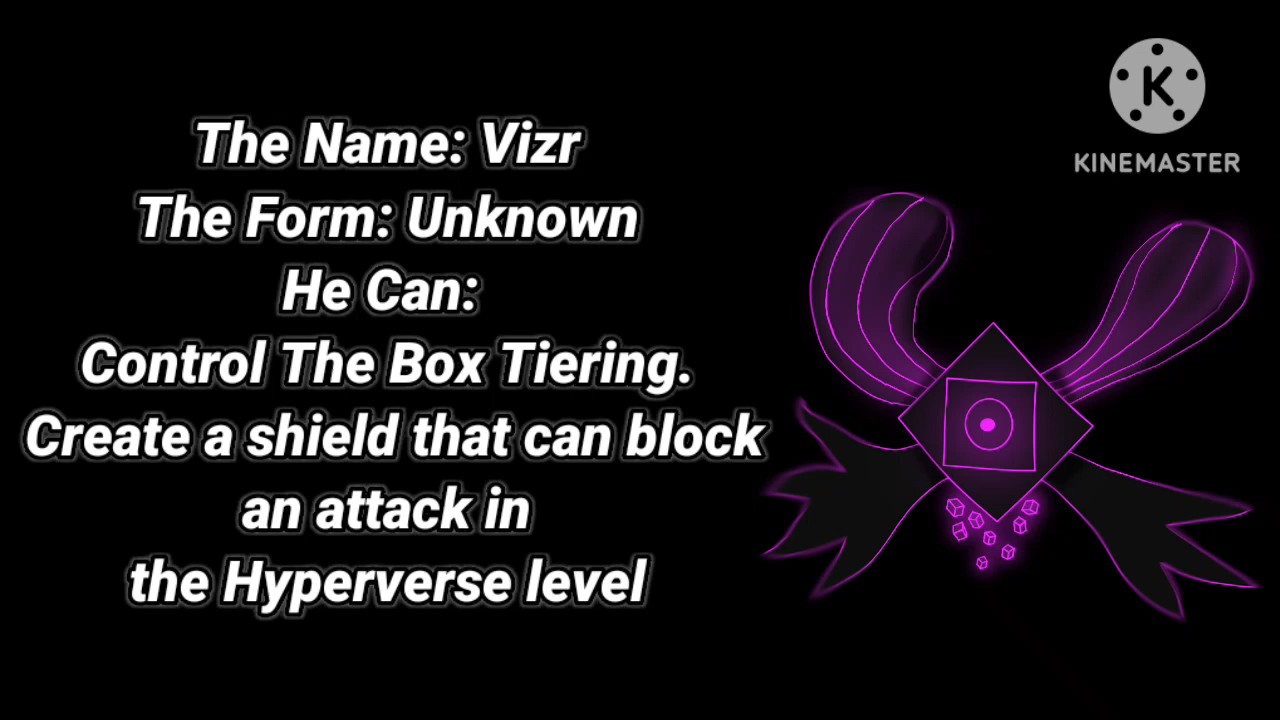 The Name: Vizr
The Form: Unknown
He Can:
Control The Box Tiering.
Create a shield that can block
an attack in
the Hyperverse level
K
KINEMASTER